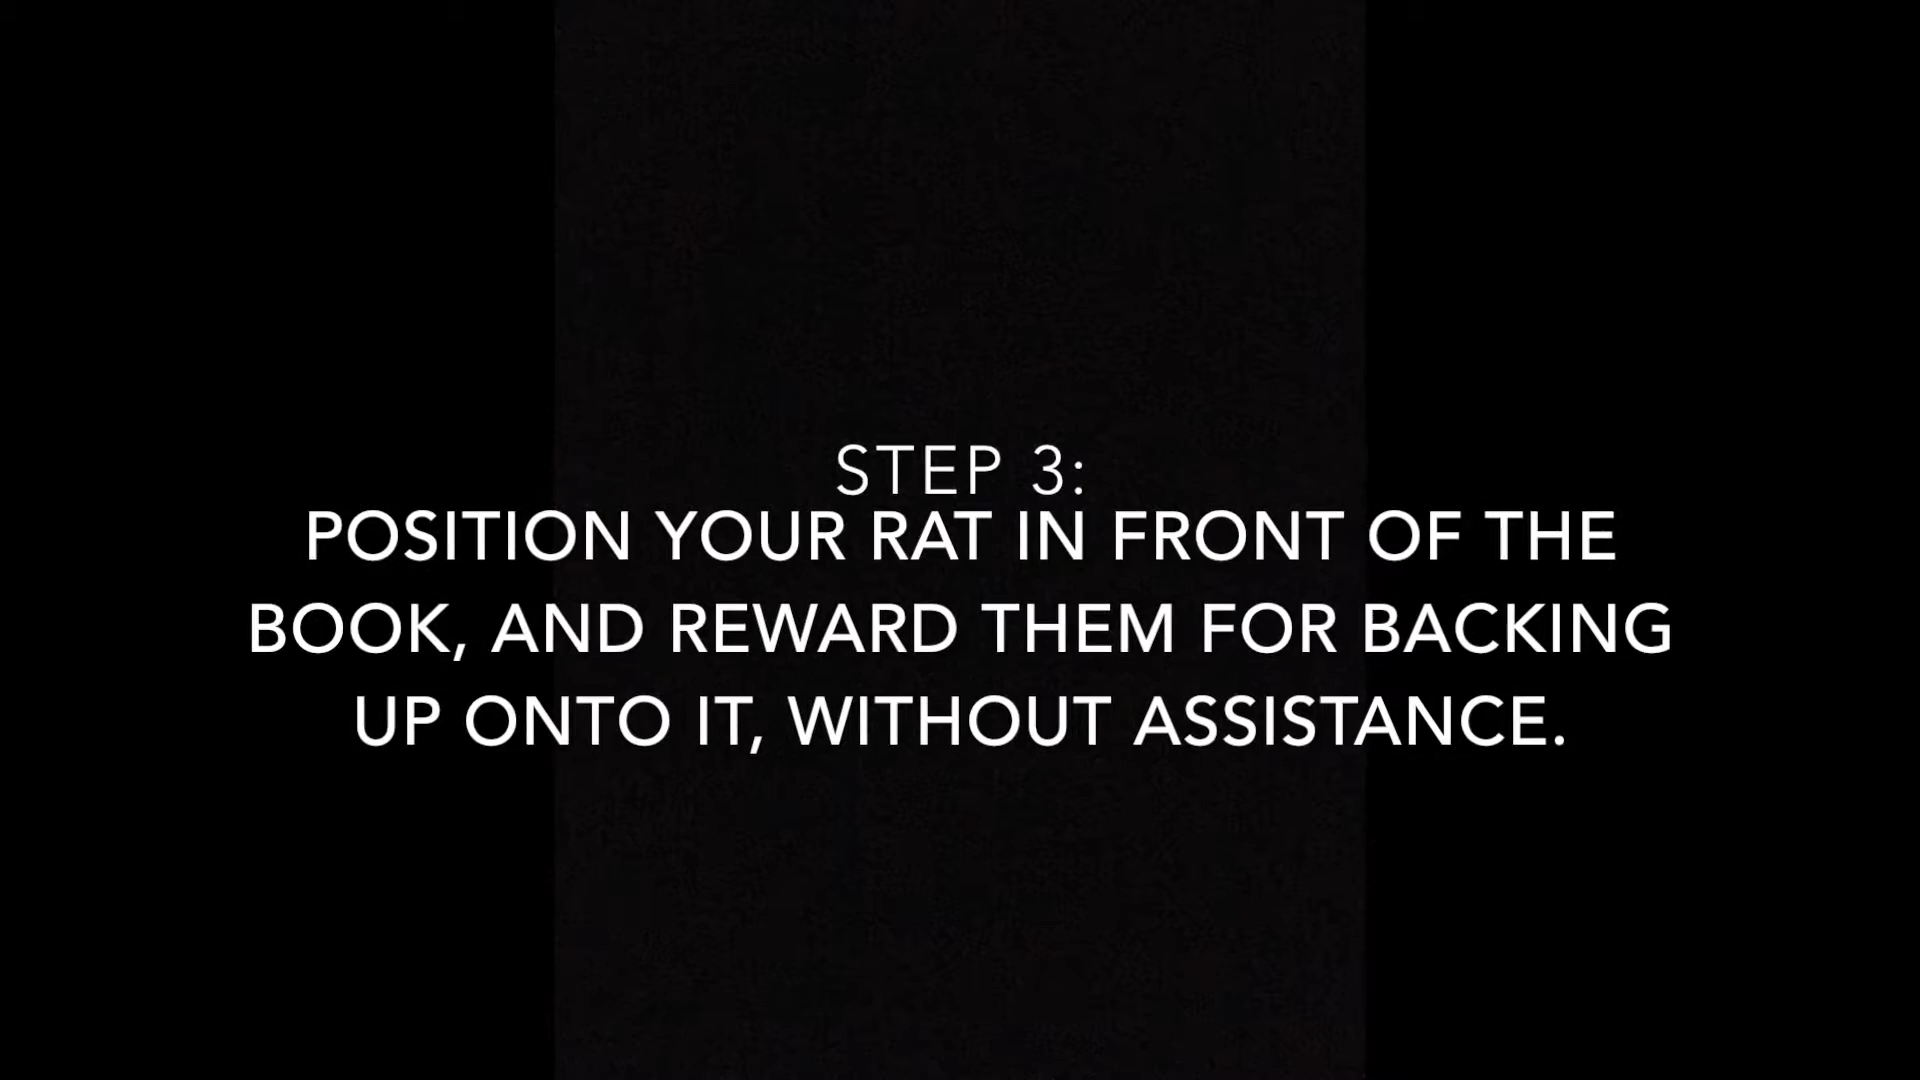 STEP 3:
POSITION YOUR RAT IN FRONT OF THE
BOOK, AND REWARD THEM FOR BACKING
UP ONTO IT, WITHOUT ASSISTANCE.